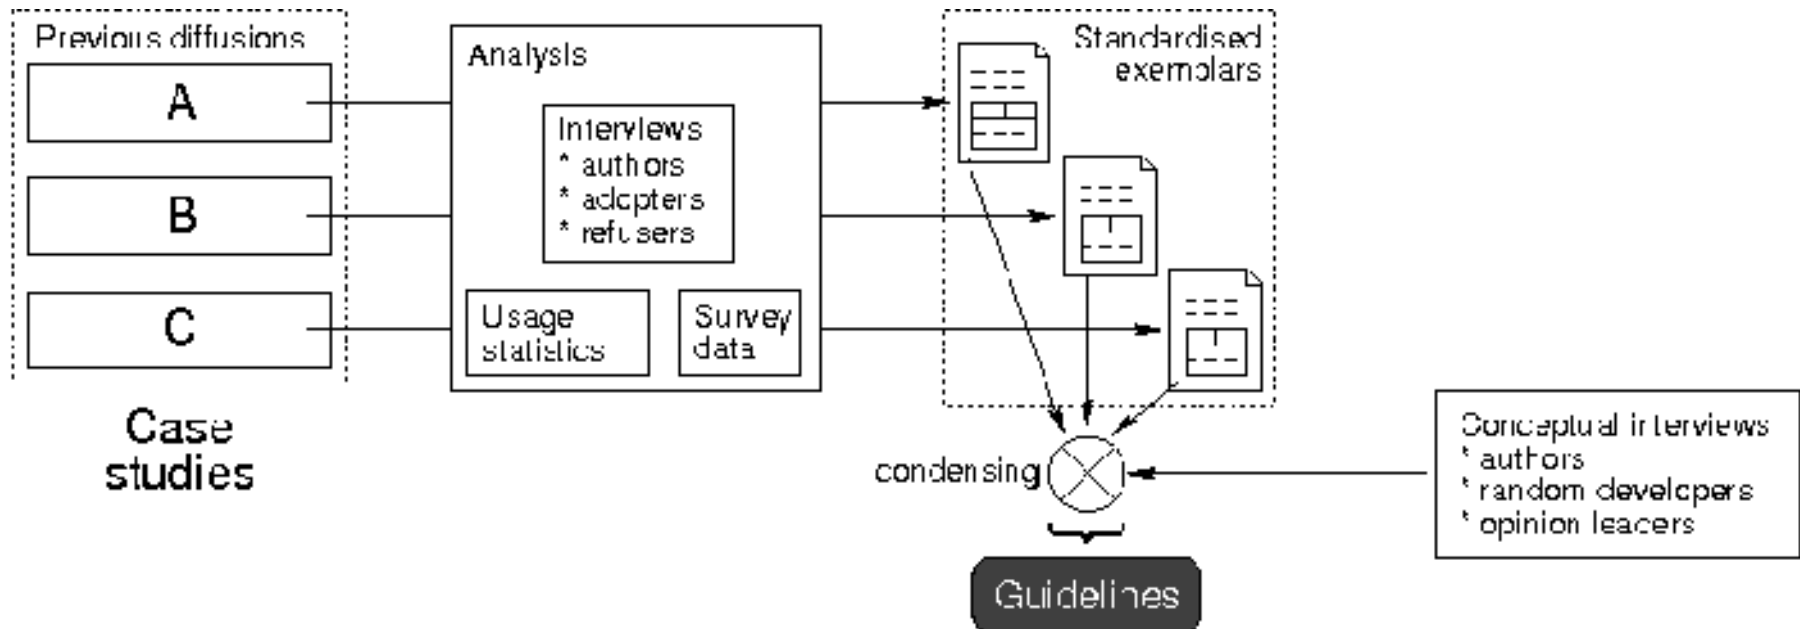 Previous diffusions
A
B
C
Case
studies
Analysis
Interviews
* authors
* adopters
* refusers
Usage
statistics
Survey
data
Standardised
exemplars
condensing
Guidelines
Conceptual interviews
* authors
* random developers
* opinion leaders